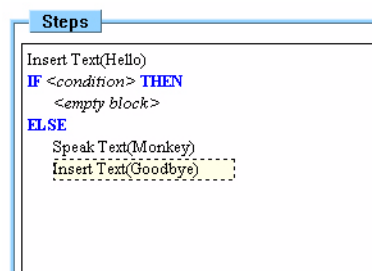 Steps
Insert Text(Hello)
IF <condition> THEN
<empty block>
ELSE
Speak Text(Monkey)
Insert Text(Goodbye)